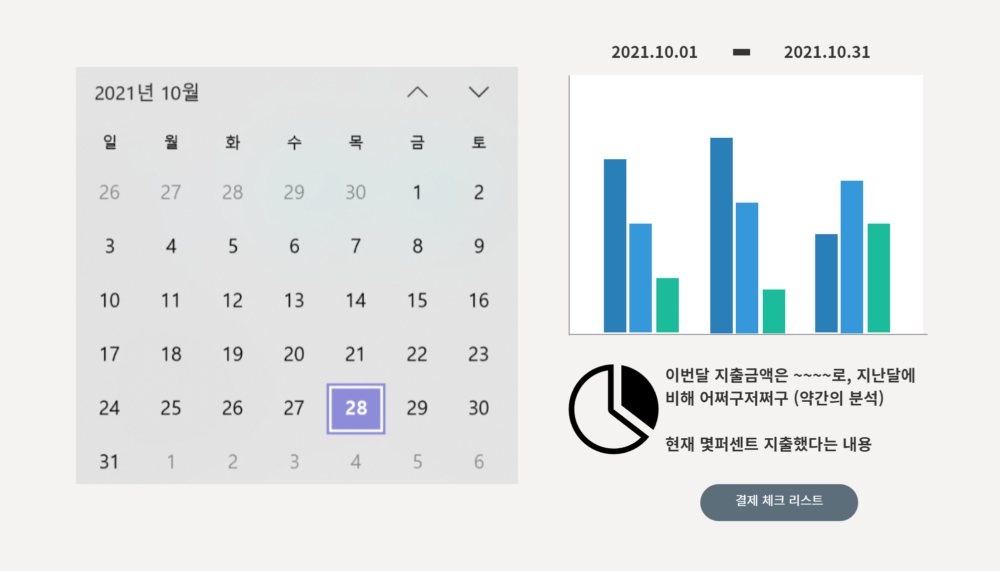 2021년 10월
일 월 화 수 목 금 토
26 27 28 29 30 1 2
3 4 5 6 7 8 9
10 11 12 13 14 15 16
17 18 19 20 21 22 23
24 25 26 27 28 29 30
31 1 2 3 4 5 6
2021.10.01 - 2021.10.31
이번달 지출금액은 ~~~~로, 지난달에
비해 어쩌구저쩌구 (약간의 분석)
현재 몇퍼센트 지출했다는 내용
결제 체크 리스트